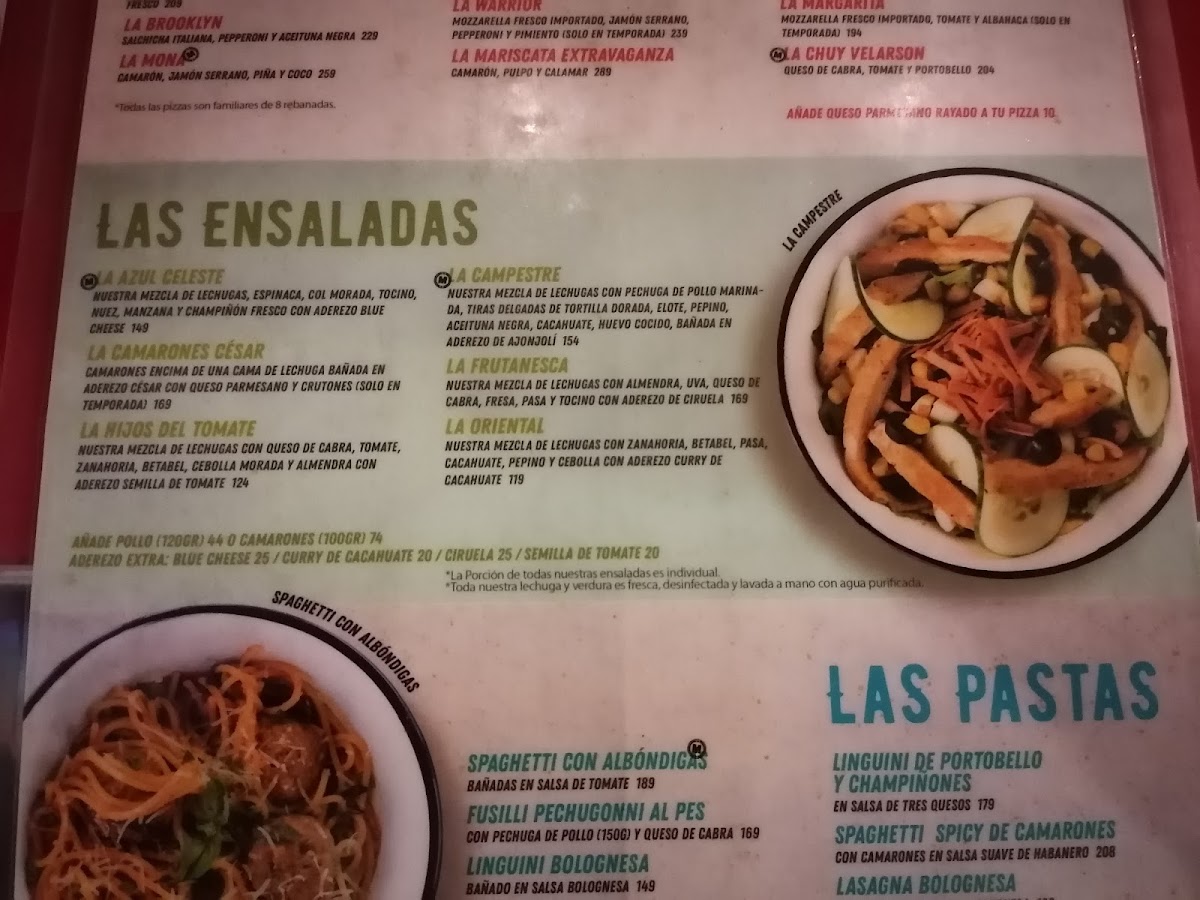 FRESCO 209
LA BROOKLYN
SALCHICHA ITALIANA, PEPPERONI Y ACEITUNA NEGRA 229
LA MONA
CAMARÓN, JAMÓN SERRANO, PIÑA Y COCO 259
*Todas las pizzas son familiares de 8 rebanadas.
LA WARRIOR
MOZZARELLA FRESCO IMPORTADO, JAMÓN SERRANO,
PEPPERONI Y PIMIENTO (SOLO EN TEMPORADA) 239
LA MARISCATA EXTRAVAGANZA
CAMARÓN, PULPO Y CALAMAR 289
LA MARGARITA
MOZZARELLA FRESCO IMPORTADO, TOMATE Y ALBAHACA (SOLO EN
TEMPORADA) 194
M LA CHUY VELARSON
QUESO DE CABRA, TOMATE Y PORTOBELLO 204
AÑADE QUESO PARMESANO RAYADO A TU PIZZA 10
LAS ENSALADAS
M LA AZUL CELESTE
NUESTRA MEZCLA DE LECHUGAS, ESPINACA, COL MORADA, TOCINO,
NUEZ, MANZANA Y CHAMPIÑÓN FRESCO CON ADEREZO BLUE
CHEESE 149
LA CAMARONES CÉSAR
CAMARONES ENCIMA DE UNA CAMA DE LECHUGA BAÑADA EN
ADEREZO CÉSAR CON QUESO PARMESANO Y CRUTONES (SOLO EN
TEMPORADA) 169
LA HIJOS DEL TOMATE
NUESTRA MEZCLA DE LECHUGAS CON QUESO DE CABRA, TOMATE,
ZANAHORIA, BETABEL, CEBOLLA MORADA Y ALMENDRA CON
ADEREZO SEMILLA DE TOMATE 124
M LA CAMPESTRE
NUESTRA MEZCLA DE LECHUGAS CON PECHUGA DE POLLO MARINA-
DA, TIRAS DELGADAS DE TORTILLA DORADA, ELOTE, PEPINO,
ACEITUNA NEGRA, CACAHUATE, HUEVO COCIDO, BAÑADA EN
ADEREZO DE AJONJOLÍ 154
LA FRUTANESCA
NUESTRA MEZCLA DE LECHUGAS CON ALMENDRA, UVA, QUESO DE
CABRA, FRESA, PASA Y TOCINO CON ADEREZO DE CIRUELA 169
LA ORIENTAL
NUESTRA MEZCLA DE LECHUGAS CON ZANAHORIA, BETABEL, PASA,
CACAHUATE, PEPINO Y CEBOLLA CON ADEREZO CURRY DE
CACAHUATE 119
LA CAMPESTRE
AÑADE POLLO (120GR) 44 O CAMARONES (100GR) 74
ADEREZO EXTRA: BLUE CHEESE 25 / CURRY DE CACAHUATE 20 / CIRUELA 25 / SEMILLA DE TOMATE 20
*La Porción de todas nuestras ensaladas es individual.
*Toda nuestra lechuga y verdura es fresca, desinfectada y lavada a mano con agua purificada.
SPAGHETTI CON ALBÓNDIGAS
LAS PASTAS
SPAGHETTI CON ALBÓNDIGAS M
BAÑADAS EN SALSA DE TOMATE 189
FUSILLI PECHUGONNI AL PES
CON PECHUGA DE POLLO (150G) Y QUESO DE CABRA 169
LINGUINI BOLOGNESA
BAÑADO EN SALSA BOLOGNESA 149
LINGUINI DE PORTOBELLO
Y CHAMPIÑONES
EN SALSA DE TRES QUESOS 179
SPAGHETTI SPICY DE CAMARONES
CON CAMARONES EN SALSA SUAVE DE HABANERO 208
LASAGNA BOLOGNESA